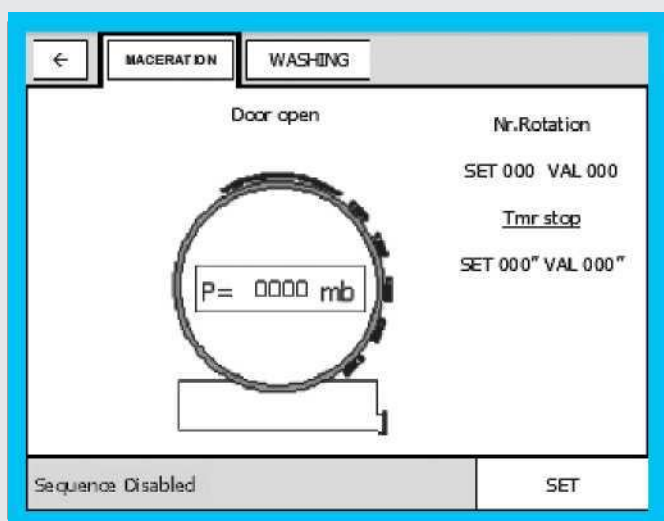 ← MACERATION WASHING
Door open
Nr.Rotation
SET 000 VAL 000
Tmr stop
SET 000" VAL 000"
P= 0000 mb
Sequence Disabled SET